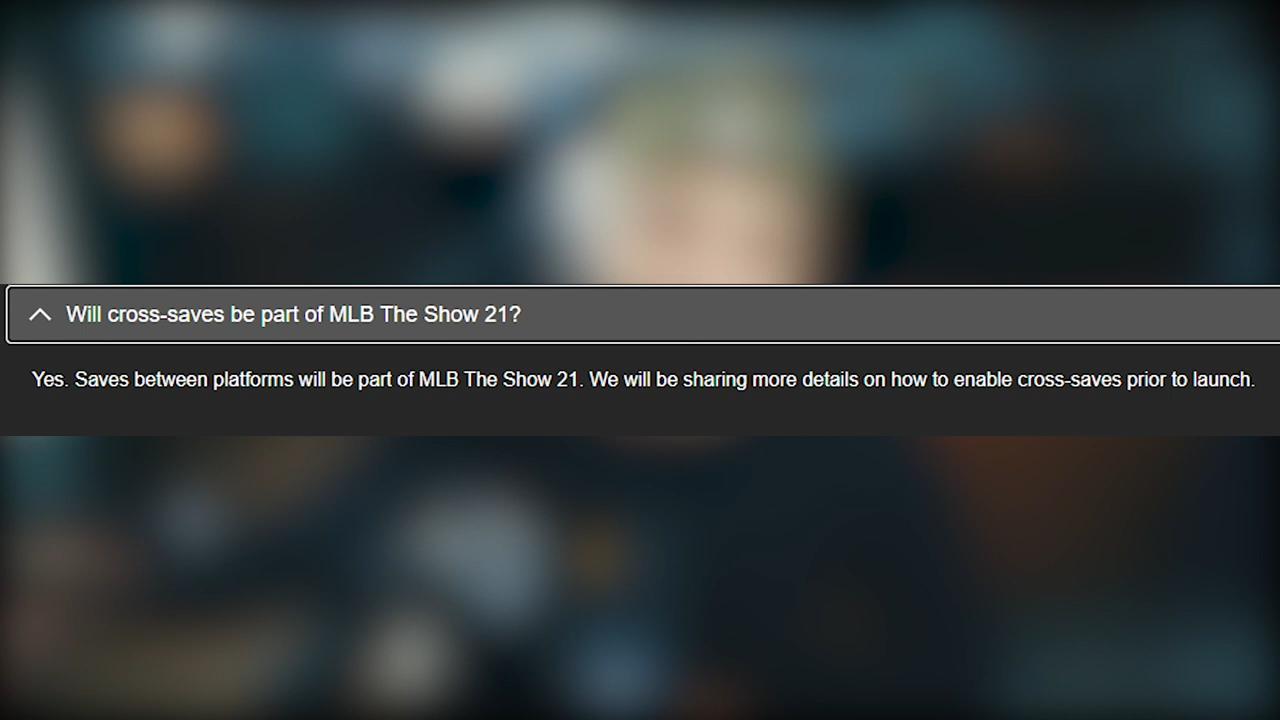 Will cross-saves be part of MLB The Show 21?
Yes. Saves between platforms will be part of MLB The Show 21. We will be sharing more details on how to enable cross-saves prior to launch.